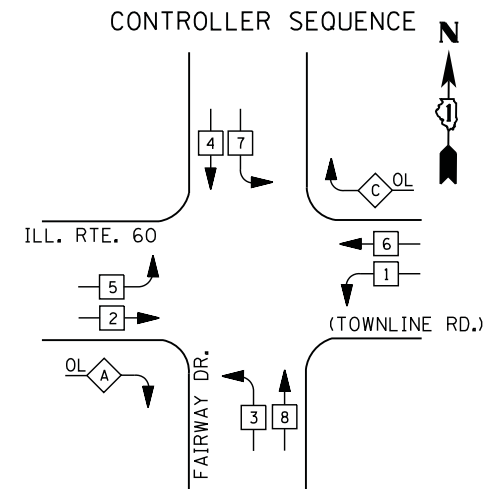 CONTROLLER SEQUENCE
N
1
4
7
C
OL
ILL. RTE. 60
6
5
1
2
(TOWNLINE RD.)
OL
A
FAIRWAY DR.
3
8